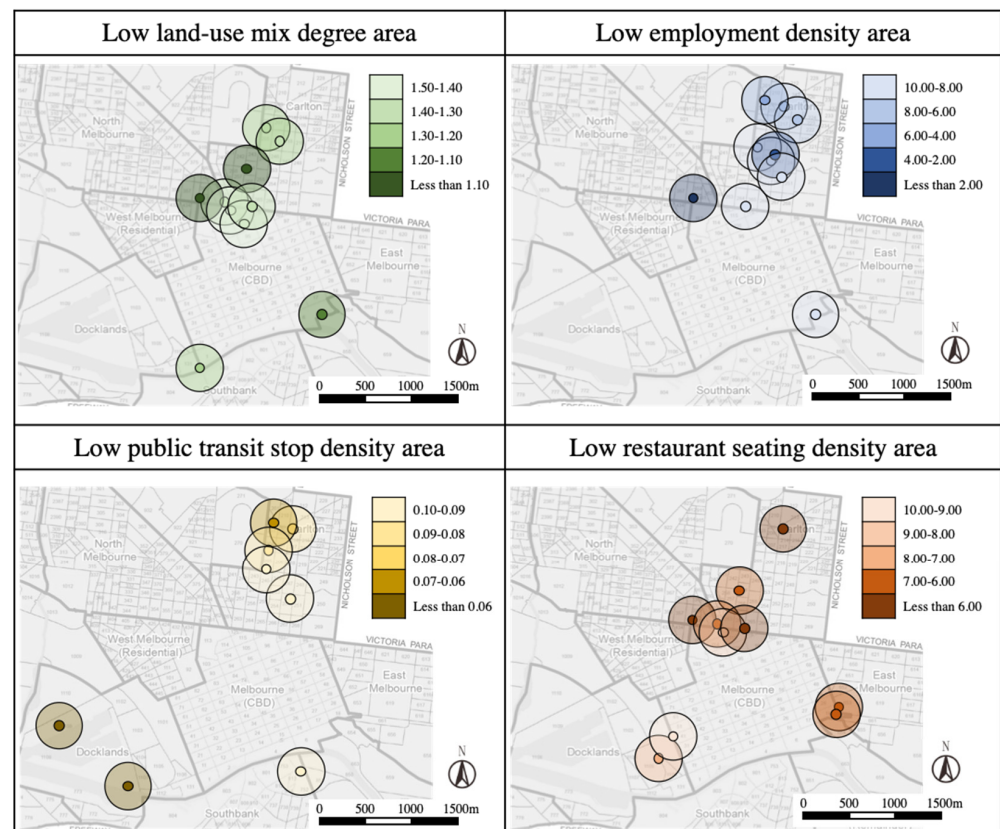 Low land-use mix degree area
Low employment density area
North
Melbourne
Carlton
NICHOLSON STREET
1.50-1.40
1.40-1.30
1.30-1.20
1.20-1.10
Less than 1.10
West Melbourne
(Residential)
VICTORIA PARA
East
Melbourne
Melbourne
(CBD)
Docklands
Southbank
N
0 500 1000 1500m
North
Melbourne
NICHOLSON STREET
10.00-8.00
8.00-6.00
6.00-4.00
4.00-2.00
Less than 2.00
West Melbourne
(Residential)
VICTORIA PARA
East
Melbourne
Melbourne
(CBD)
Docklands
Southbank
N
0 500 1000 1500m
Low public transit stop density area
Low restaurant seating density area
North
Melbourne
NICHOLSON STREET
0.10-0.09
0.09-0.08
0.08-0.07
0.07-0.06
Less than 0.06
West Melbourne
(Residential)
VICTORIA PARA
East
Melbourne
Melbourne
(CBD)
Docklands
Southbank
N
0 500 1000 1500m
North
Melbourne
NICHOLSON STREET
10.00-9.00
9.00-8.00
8.00-7.00
7.00-6.00
Less than 6.00
West Melbourne
(Residential)
VICTORIA PARA
East
Melbourne
Melbourne
(CBD)
Docklands
Southbank
N
0 500 1000 1500m